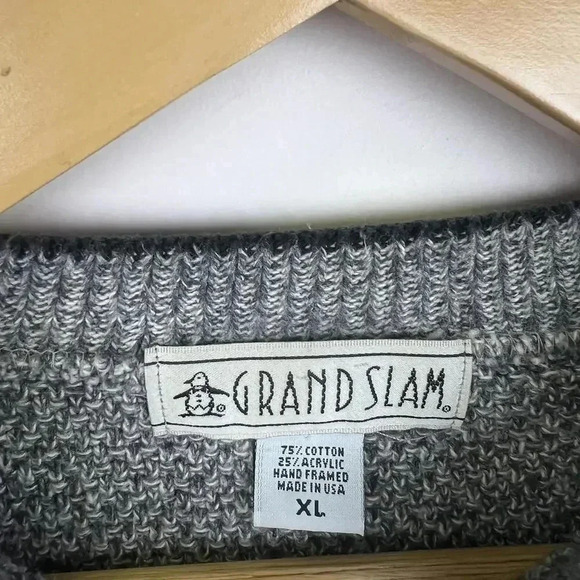 GRAND SLAM
75% COTTON
25% ACRYLIC
HAND FRAMED
MADE IN USA
XL